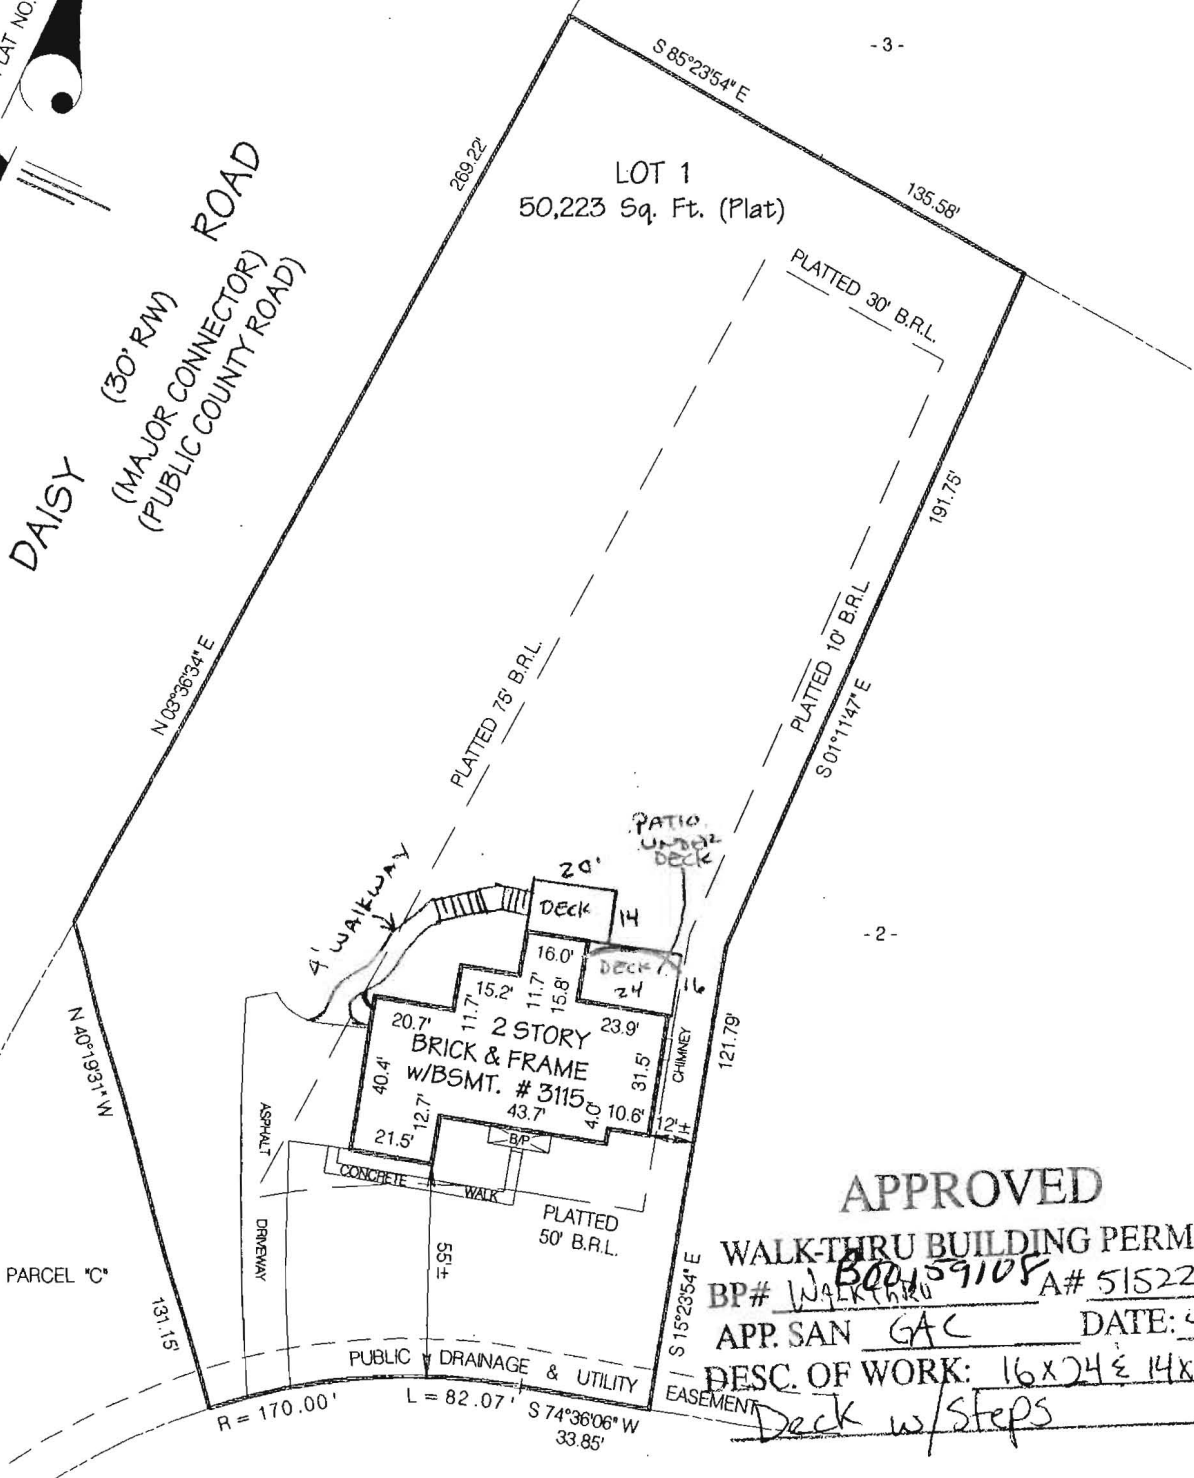 PLAT NO.
- 3 -
S 85°23'54" E
135.58'
269.22'
LOT 1
50,223 Sq. Ft. (Plat)
DAISY ROAD
(30' R/W)
(MAJOR CONNECTOR)
(PUBLIC COUNTY ROAD)
PLATTED 30' B.R.L.
191.75'
PLATTED 10' B.R.L.
S 01°11'47" E
N 03°36'34" E
PLATTED 75' B.R.L.
PATIO
UNDER
DECK
20'
DECK
14
4' WALKWAY
- 2 -
16.0'
DECK
24
16
15.2'
11.7'
15.8'
11.7'
20.7'
2 STORY
BRICK & FRAME
w/BSMT. # 3115
23.9'
31.5'
CHIMNEY
121.79'
40.4'
12.7'
43.7'
4.0'
10.6'
12'±
21.5'
B/P
N 40°19'31" W
ASPHALT
DRIVEWAY
CONCRETE WALK
PLATTED
50' B.R.L.
55'±
PARCEL "C"
131.15'
S 15°23'54" E
PUBLIC DRAINAGE & UTILITY EASEMENT
R = 170.00'
L = 82.07'
S 74°36'06" W
33.85'
APPROVED
WALK-THRU BUILDING PERM
BP# Walkthru B00159108 A# 51522
APP. SAN GAC DATE:
DESC. OF WORK: 16x24 & 14x
Deck w/ Steps